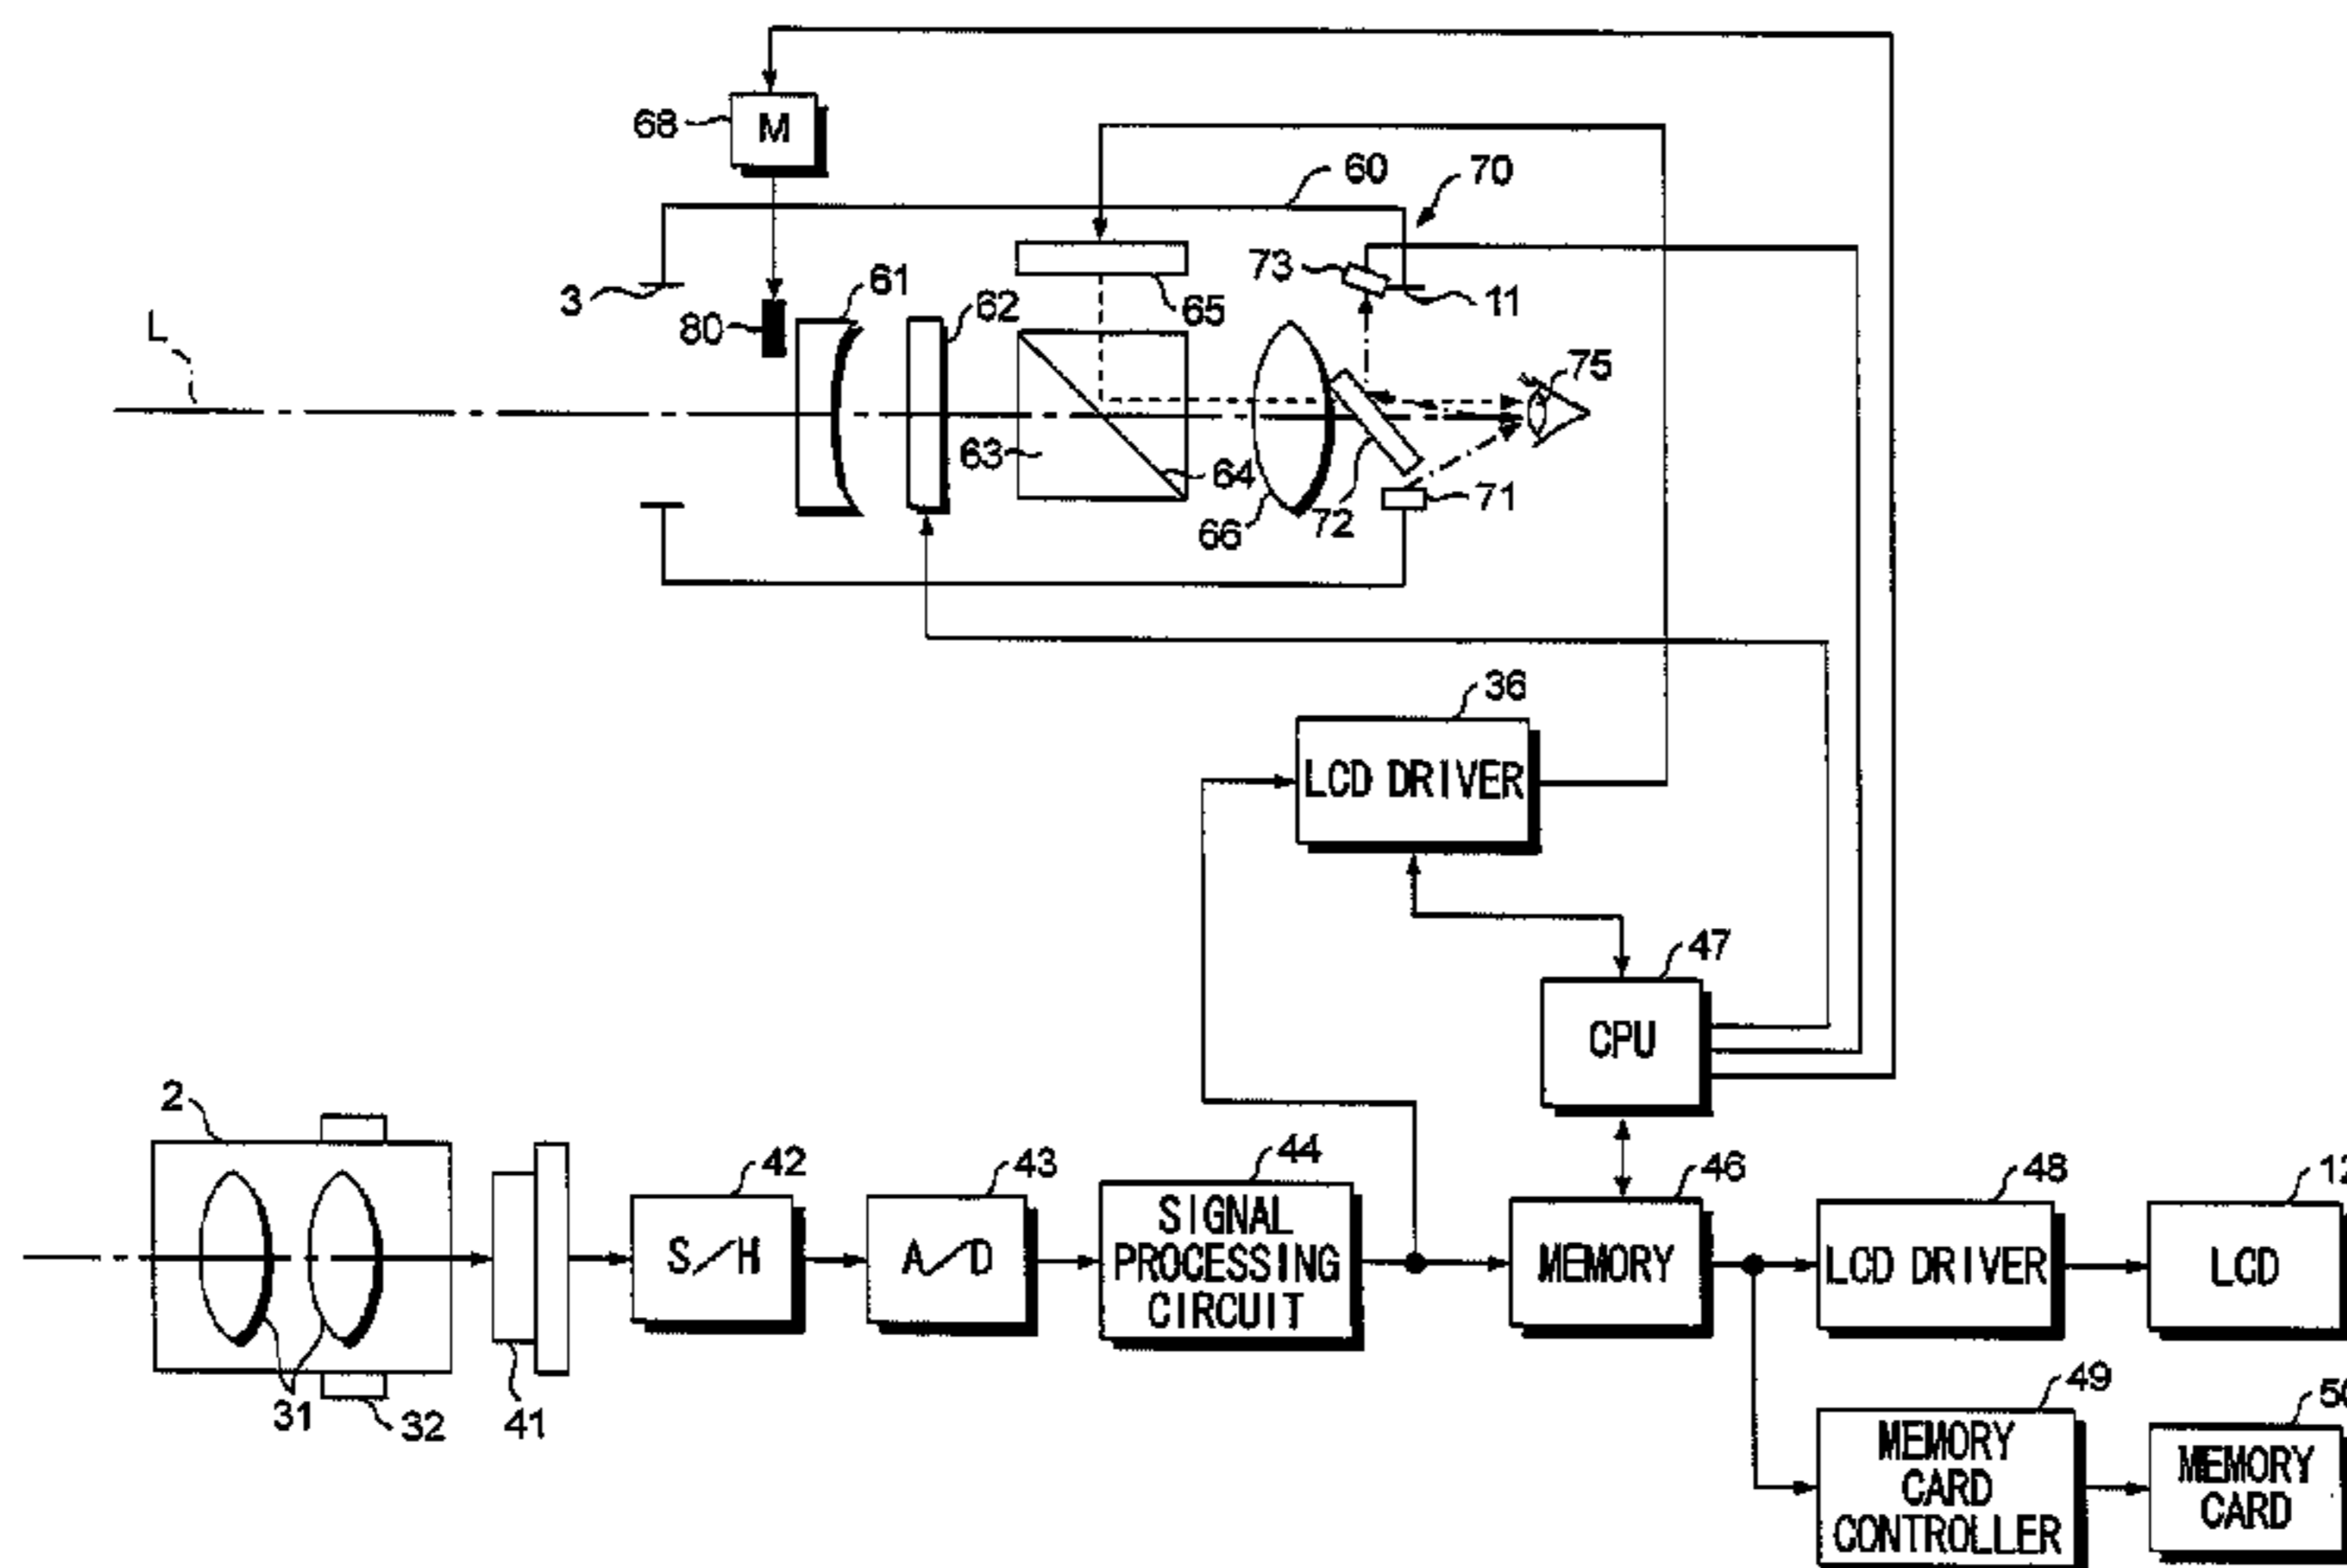 68
M
60
70
3
61
73
80
62
65
11
L
75
63
64
71
66
72
36
LCD DRIVER
47
CPU
2
42
43
44
46
48
12
S/H
A/D
SIGNAL
PROCESSING
CIRCUIT
MEMORY
LCD DRIVER
LCD
31
32
41
49
50
MEMORY
CARD
CONTROLLER
MEMORY
CARD